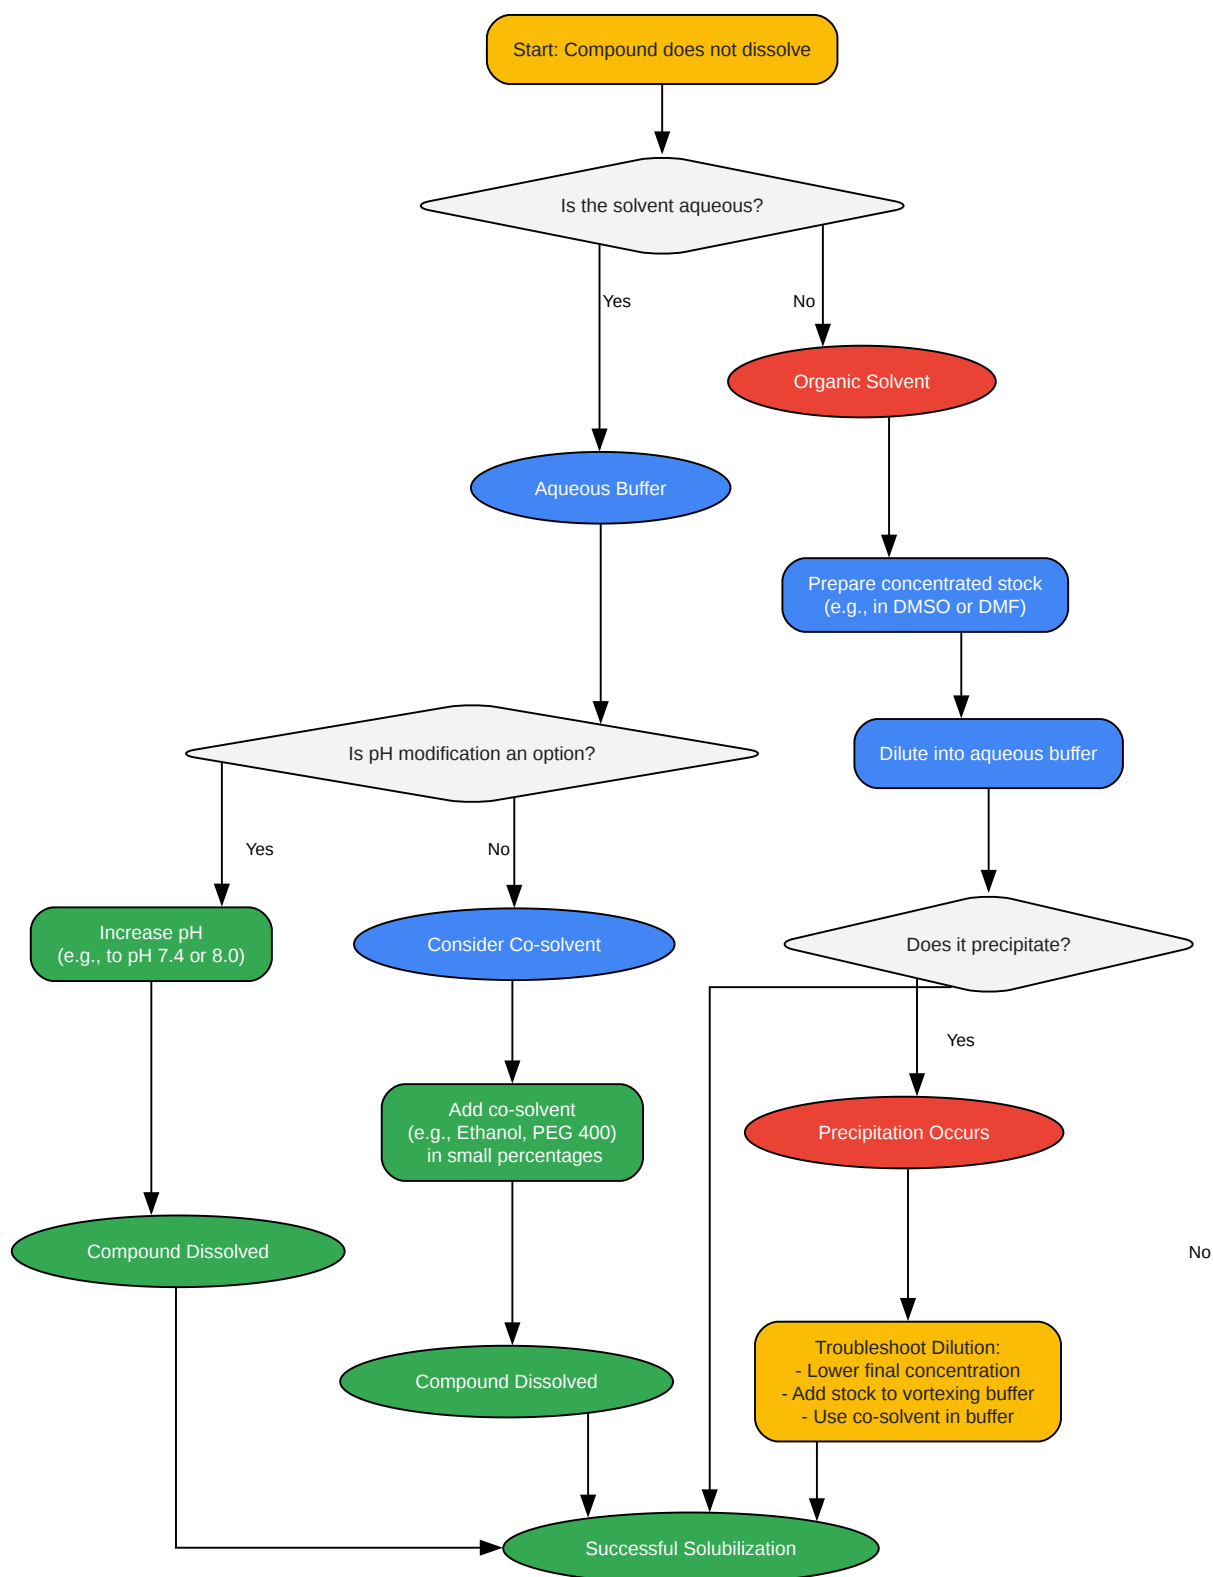 Start: Compound does not dissolve
Is the solvent aqueous?
Yes
No
Organic Solvent
Aqueous Buffer
Prepare concentrated stock
(e.g., in DMSO or DMF)
Is pH modification an option?
Dilute into aqueous buffer
Yes
No
Increase pH
(e.g., to pH 7.4 or 8.0)
Consider Co-solvent
Does it precipitate?
Yes
Add co-solvent
(e.g., Ethanol, PEG 400)
in small percentages
Precipitation Occurs
Compound Dissolved
No
Compound Dissolved
Troubleshoot Dilution:
- Lower final concentration
- Add stock to vortexing buffer
- Use co-solvent in buffer
Successful Solubilization